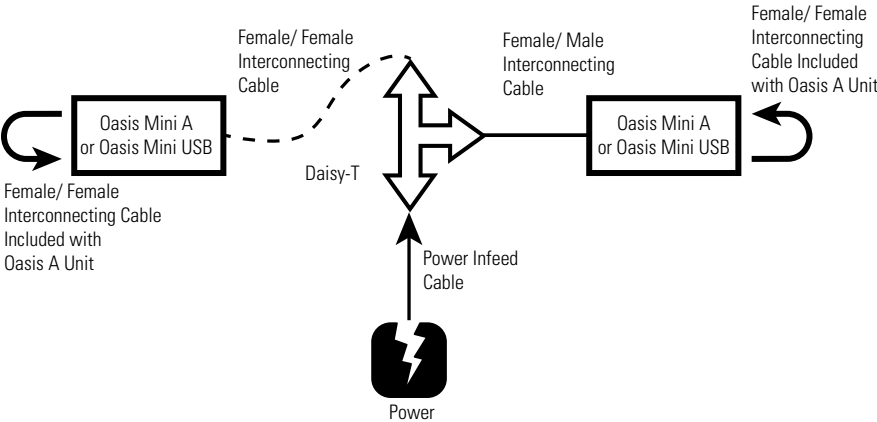 Female/ Female
Interconnecting
Cable
Female/ Male
Interconnecting
Cable
Female/ Female
Interconnecting
Cable Included
with Oasis A Unit
Oasis Mini A
or Oasis Mini USB
Oasis Mini A
or Oasis Mini USB
Daisy-T
Female/ Female
Interconnecting Cable
Included with
Oasis A Unit
Power Infeed
Cable
Power